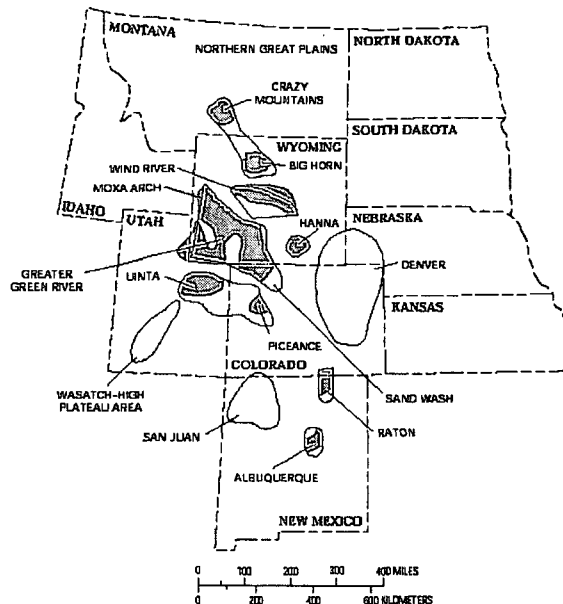 MONTANA
NORTHERN GREAT PLAINS
NORTH DAKOTA
CRAZY
MOUNTAINS
SOUTH DAKOTA
WYOMING
WIND RIVER
BIG HORN
MOXA ARCH
IDAHO
UTAH
HANNA
NEBRASKA
GREATER
GREEN RIVER
UINTA
DENVER
KANSAS
PICEANCE
COLORADO
WASATCH-HIGH
PLATEAU AREA
SAND WASH
SAN JUAN
RATON
ALBUQUERQUE
NEW MEXICO
0 100 200 300 400 MILES
0 200 400 600 KILOMETERS